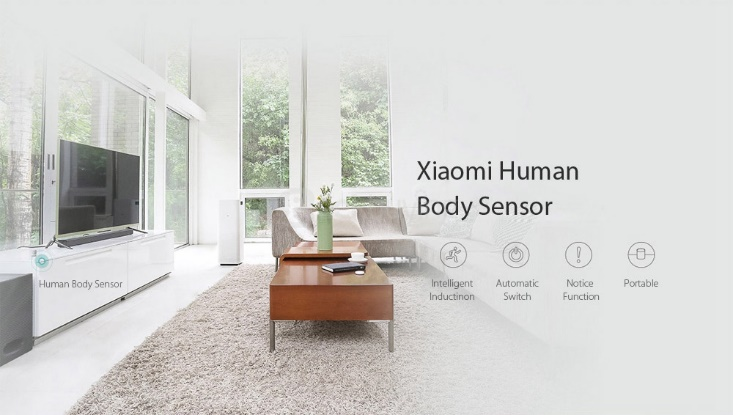 Xiaomi Human
Body Sensor
Intelligent
Inductinon
Automatic
Switch
Notice
Function
Portable
Human Body Sensor